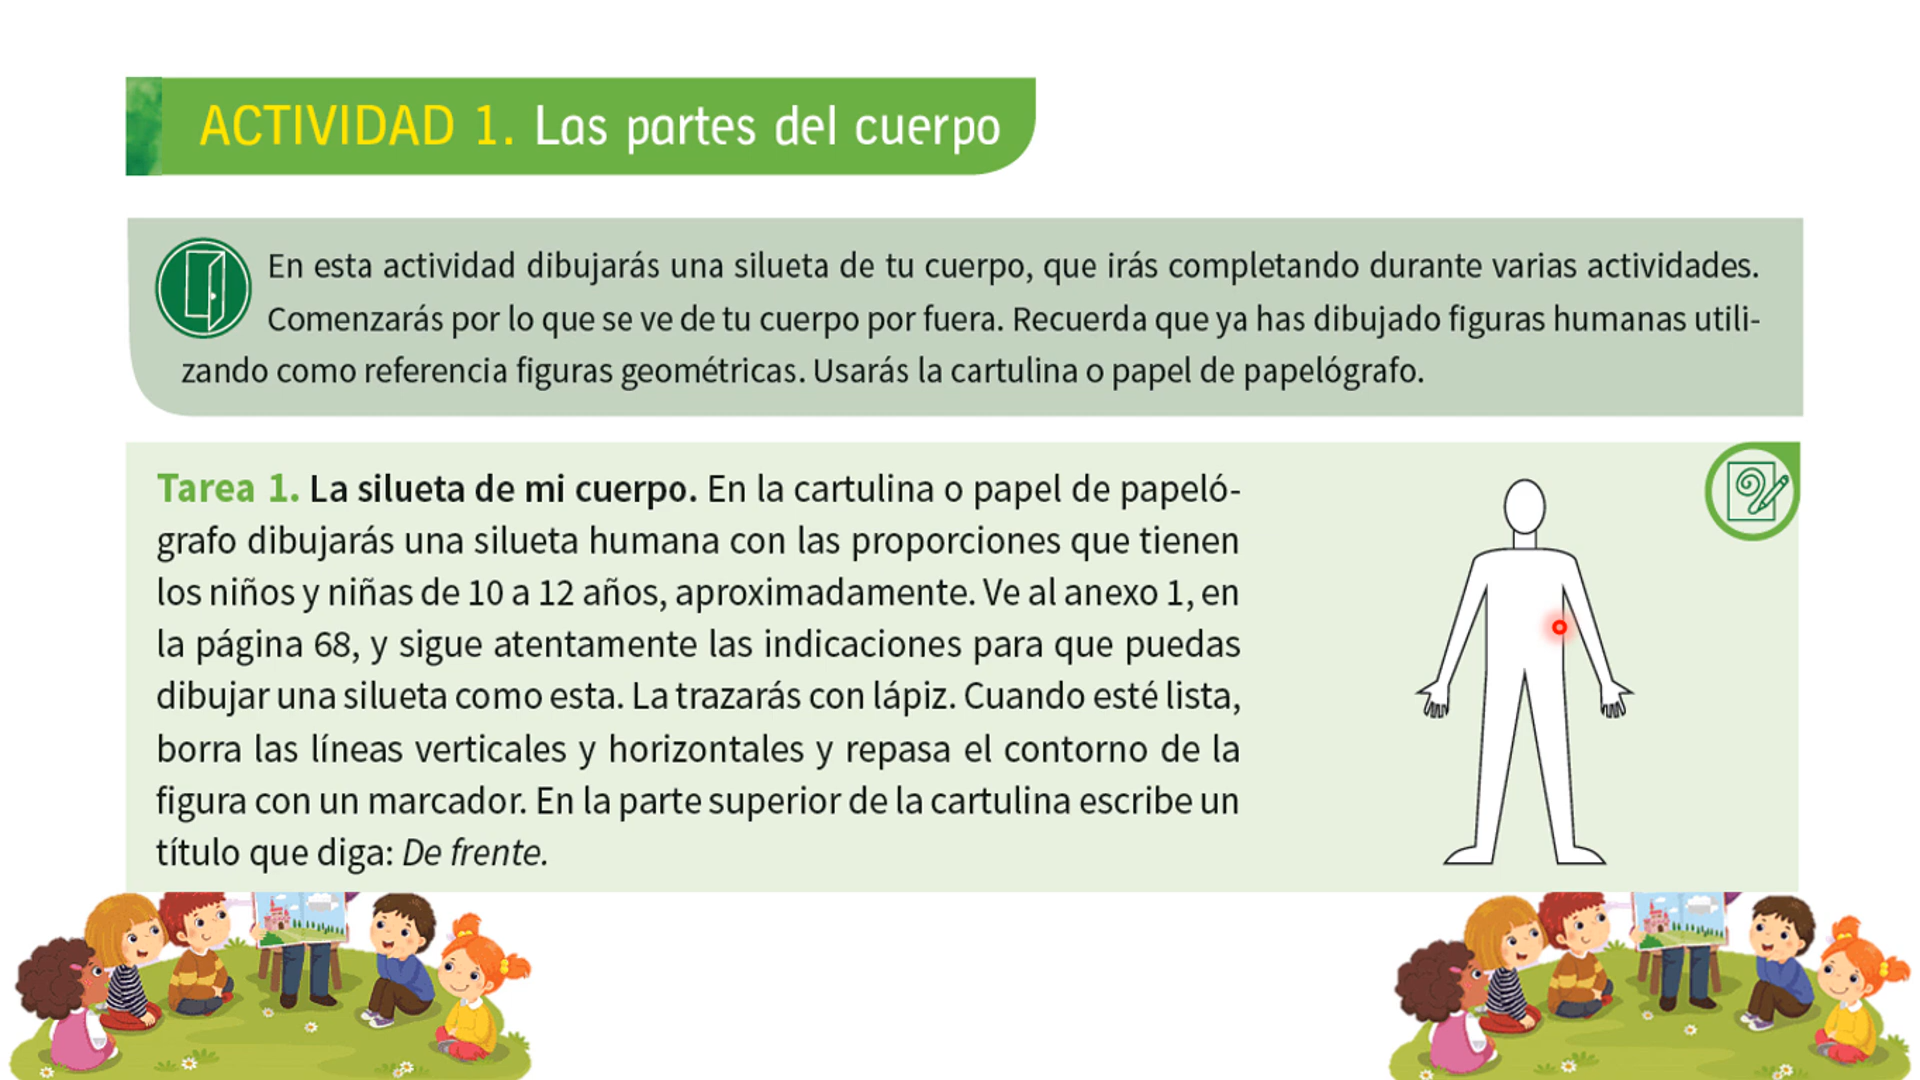 ACTIVIDAD 1. Las partes del cuerpo
En esta actividad dibujarás una silueta de tu cuerpo, que irás completando durante varias actividades.
Comenzarás por lo que se ve de tu cuerpo por fuera. Recuerda que ya has dibujado figuras humanas utili-
zando como referencia figuras geométricas. Usarás la cartulina o papel de papelógrafo.
Tarea 1. La silueta de mi cuerpo. En la cartulina o papel de papeló-
grafo dibujarás una silueta humana con las proporciones que tienen
los niños y niñas de 10 a 12 años, aproximadamente. Ve al anexo 1, en
la página 68, y sigue atentamente las indicaciones para que puedas
dibujar una silueta como esta. La trazarás con lápiz. Cuando esté lista,
borra las líneas verticales y horizontales y repasa el contorno de la
figura con un marcador. En la parte superior de la cartulina escribe un
título que diga: De frente.